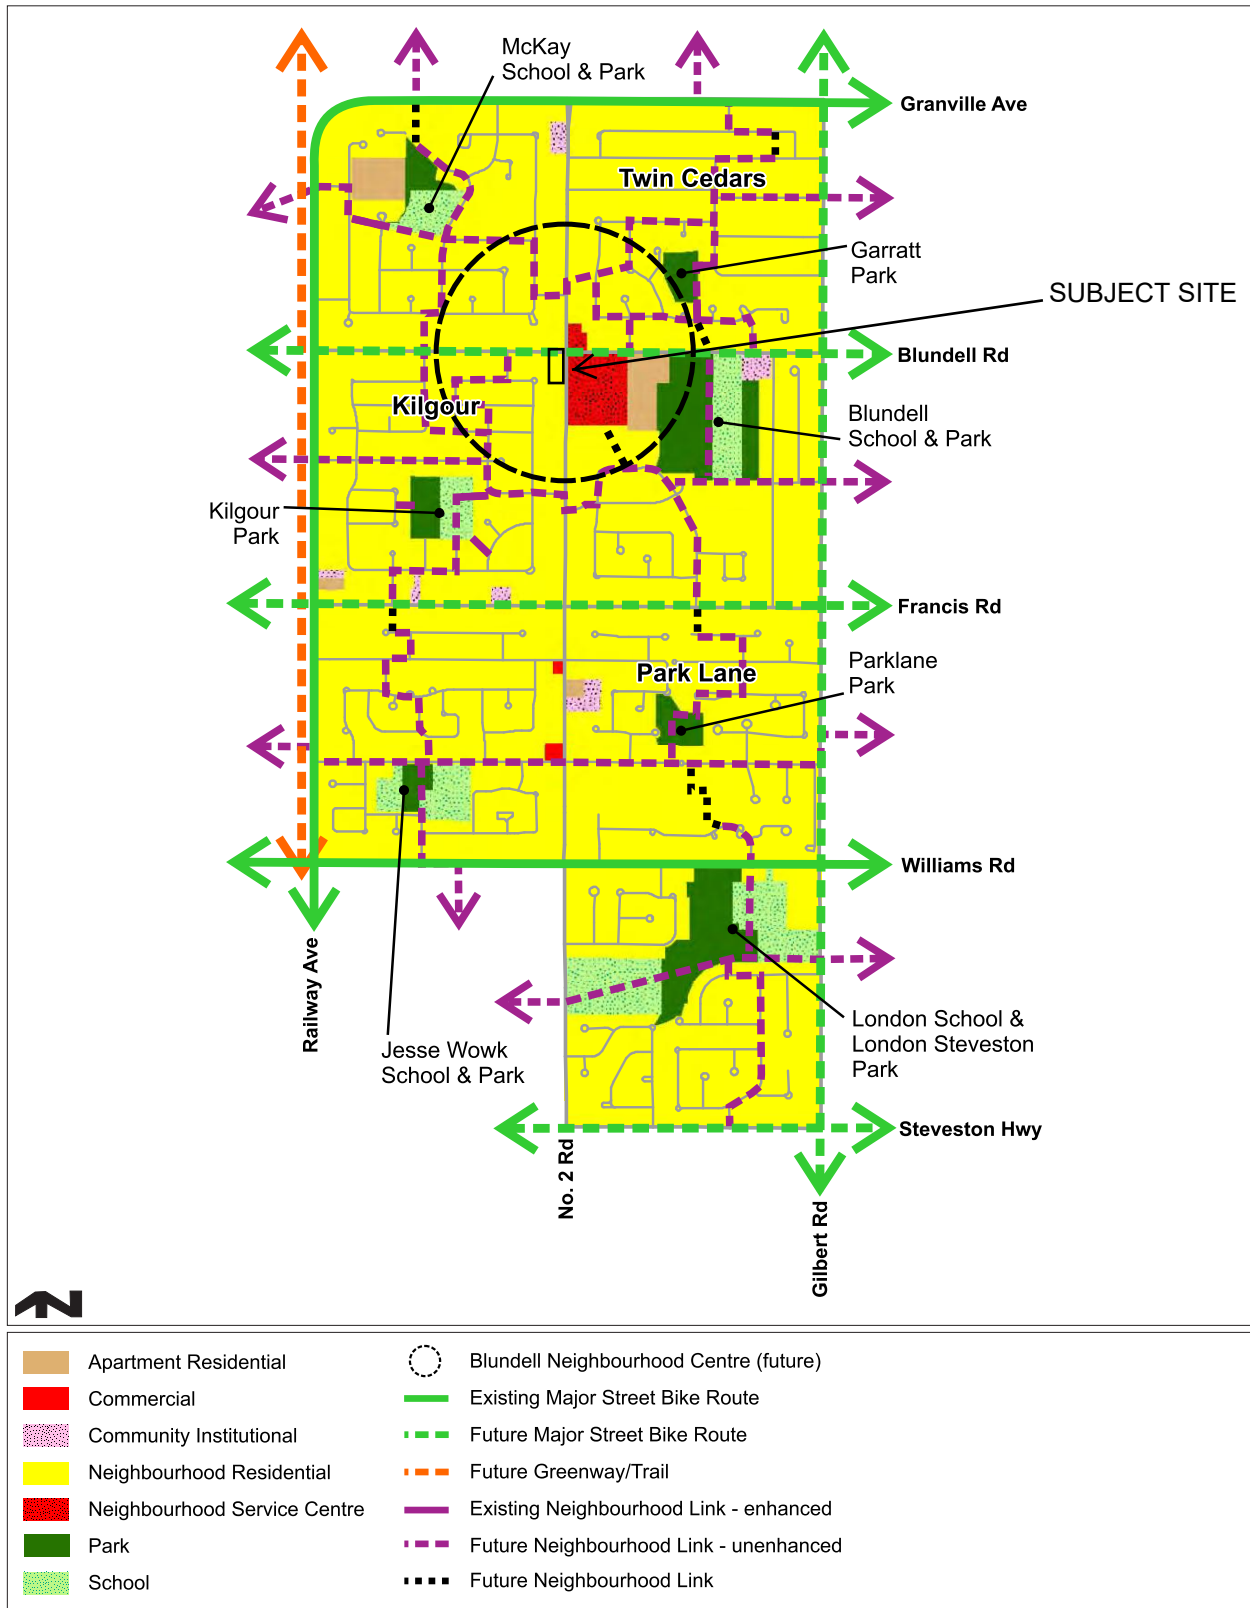 McKay
School & Park
Granville Ave
Twin Cedars
Garratt
Park
SUBJECT SITE
Blundell Rd
Kilgour
Blundell
School & Park
Kilgour
Park
Francis Rd
Park Lane
Parklane
Park
Williams Rd
Railway Ave
Jesse Wowk
School & Park
London School &
London Steveston
Park
Steveston Hwy
No. 2 Rd
Gilbert Rd
N
Apartment Residential
Commercial
Community Institutional
Neighbourhood Residential
Neighbourhood Service Centre
Park
School
Blundell Neighbourhood Centre (future)
Existing Major Street Bike Route
Future Major Street Bike Route
Future Greenway/Trail
Existing Neighbourhood Link - enhanced
Future Neighbourhood Link - unenhanced
Future Neighbourhood Link